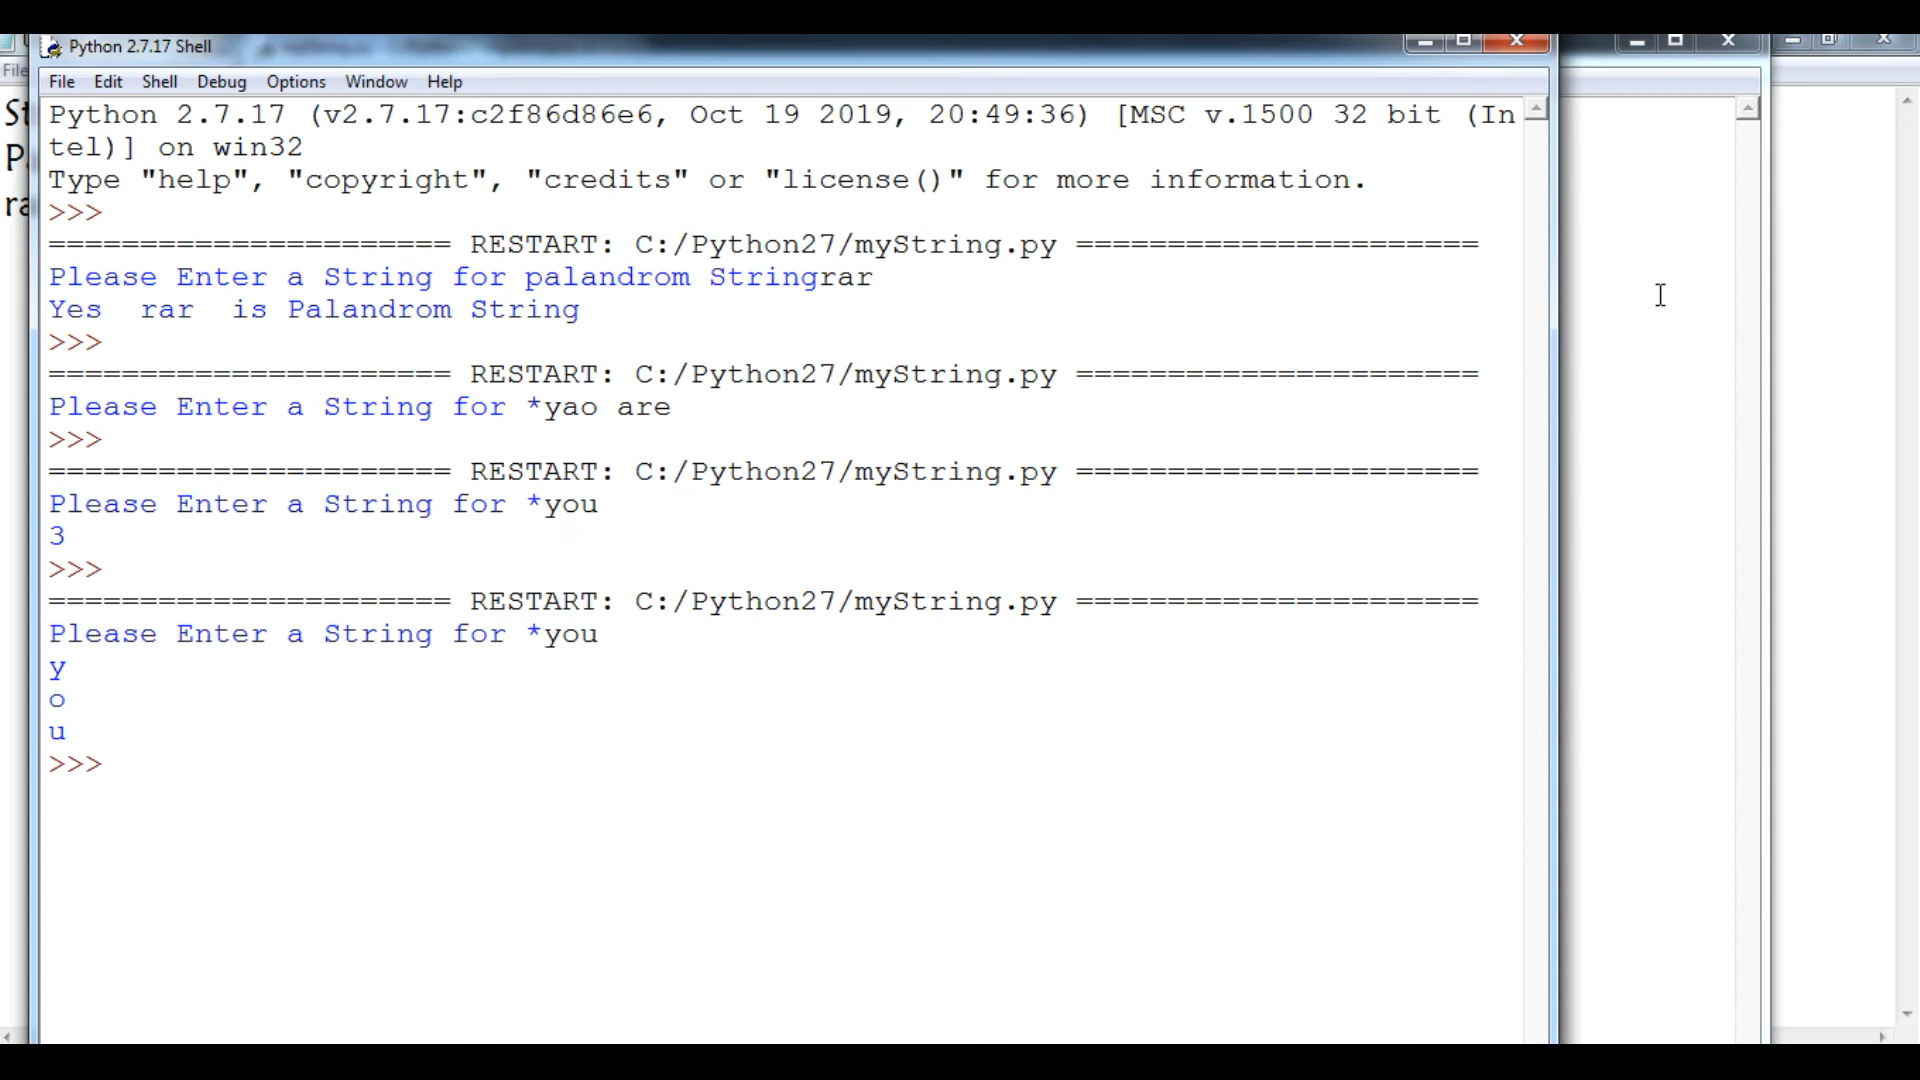 Python 2.7.17 Shell
File Edit Shell Debug Options Window Help
Python 2.7.17 (v2.7.17:c2f86d86e6, Oct 19 2019, 20:49:36) [MSC v.1500 32 bit (In
tel)] on win32
Type "help", "copyright", "credits" or "license()" for more information.
>>>
====================== RESTART: C:/Python27/myString.py ======================
Please Enter a String for palandrom Stringrar
Yes  rar  is Palandrom String
>>>
====================== RESTART: C:/Python27/myString.py ======================
Please Enter a String for *yao are
>>>
====================== RESTART: C:/Python27/myString.py ======================
Please Enter a String for *you
3
>>>
====================== RESTART: C:/Python27/myString.py ======================
Please Enter a String for *you
y
o
u
>>>